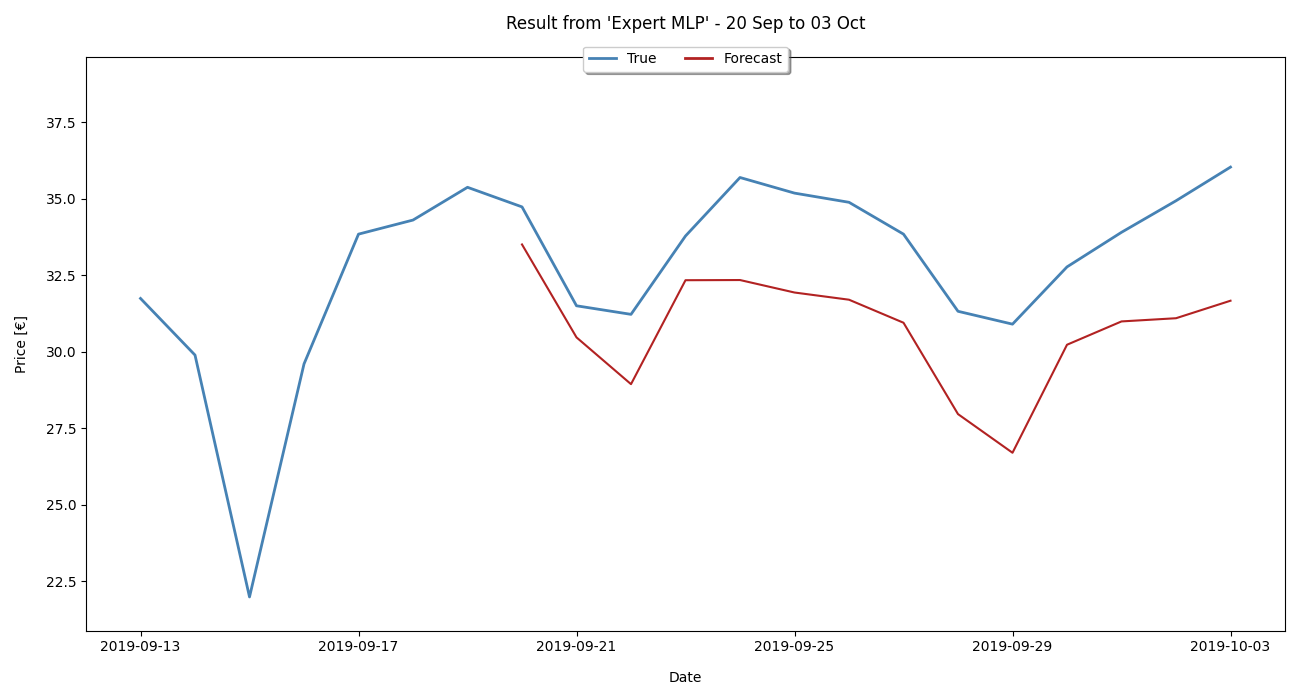 Result from 'Expert MLP' - 20 Sep to 03 Oct
True Forecast
37.5
35.0
32.5
30.0
27.5
25.0
22.5
Price [€]
2019-09-13 2019-09-17 2019-09-21 2019-09-25 2019-09-29 2019-10-03
Date